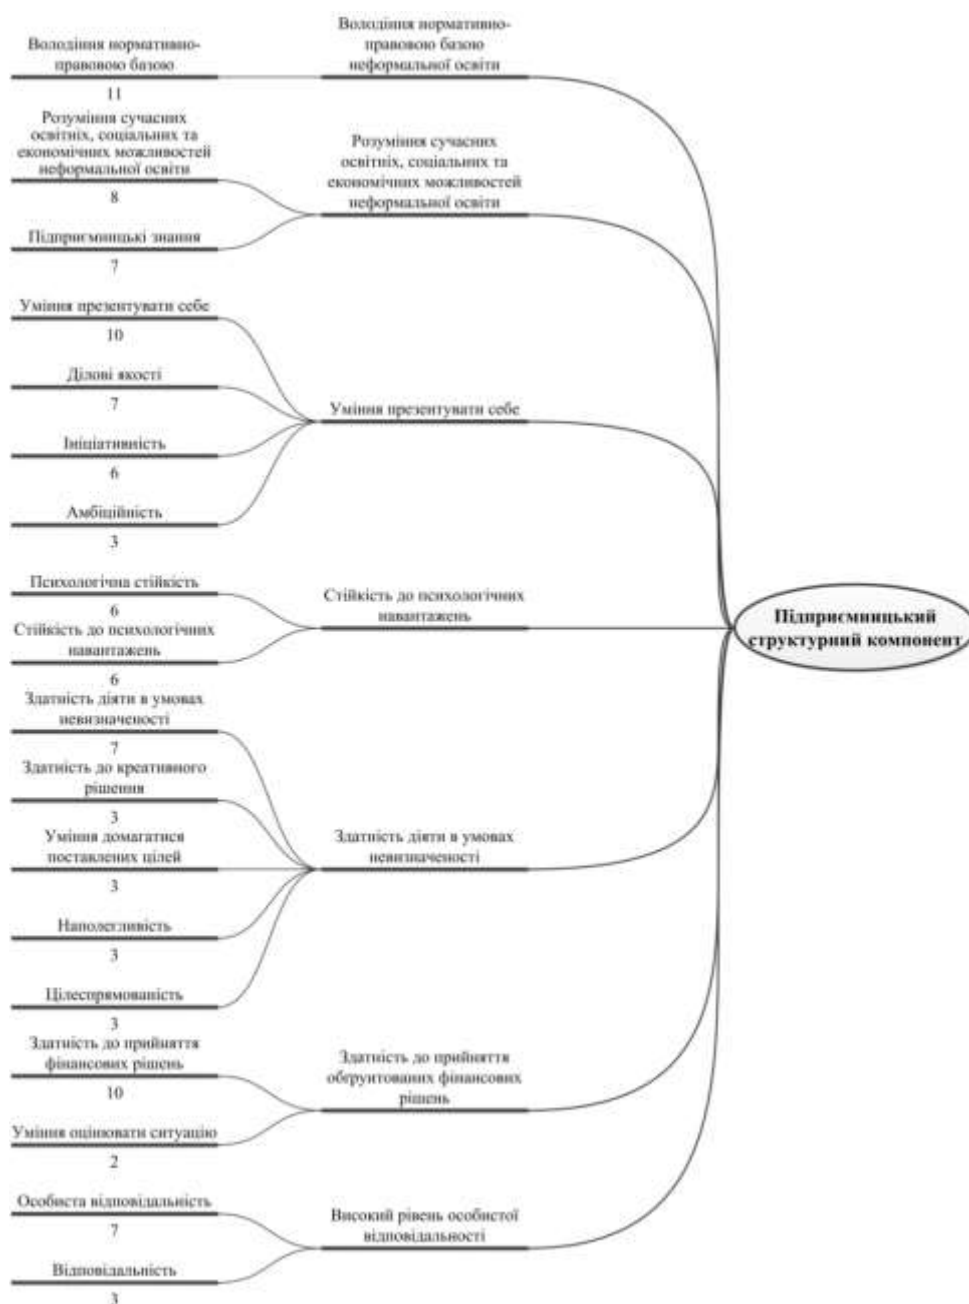 Володіння нормативно-
правовою базою
11
Розуміння сучасних
освітніх, соціальних та
економічних можливостей
неформальної освіти
8
Підприємницькі знання
7
Уміння презентувати себе
10
Ділові якості
7
Ініціативність
6
Амбіційність
3
Психологічна стійкість
6
Стійкість до психологічних
навантажень
6
Здатність діяти в умовах
невизначеності
7
Здатність до креативного
рішення
3
Уміння домагатися
поставлених цілей
3
Наполегливість
3
Цілеспрямованість
3
Здатність до прийняття
фінансових рішень
10
Уміння оцінювати ситуацію
2
Особиста відповідальність
7
Відповідальність
3
Володіння нормативно-
правовою базою
неформальної освіти
Розуміння сучасних
освітніх, соціальних та
економічних можливостей
неформальної освіти
Уміння презентувати себе
Стійкість до психологічних
навантажень
Здатність діяти в умовах
невизначеності
Здатність до прийняття
обґрунтованих фінансових
рішень
Високий рівень особистої
відповідальності
Підприємницький
структурний компонент